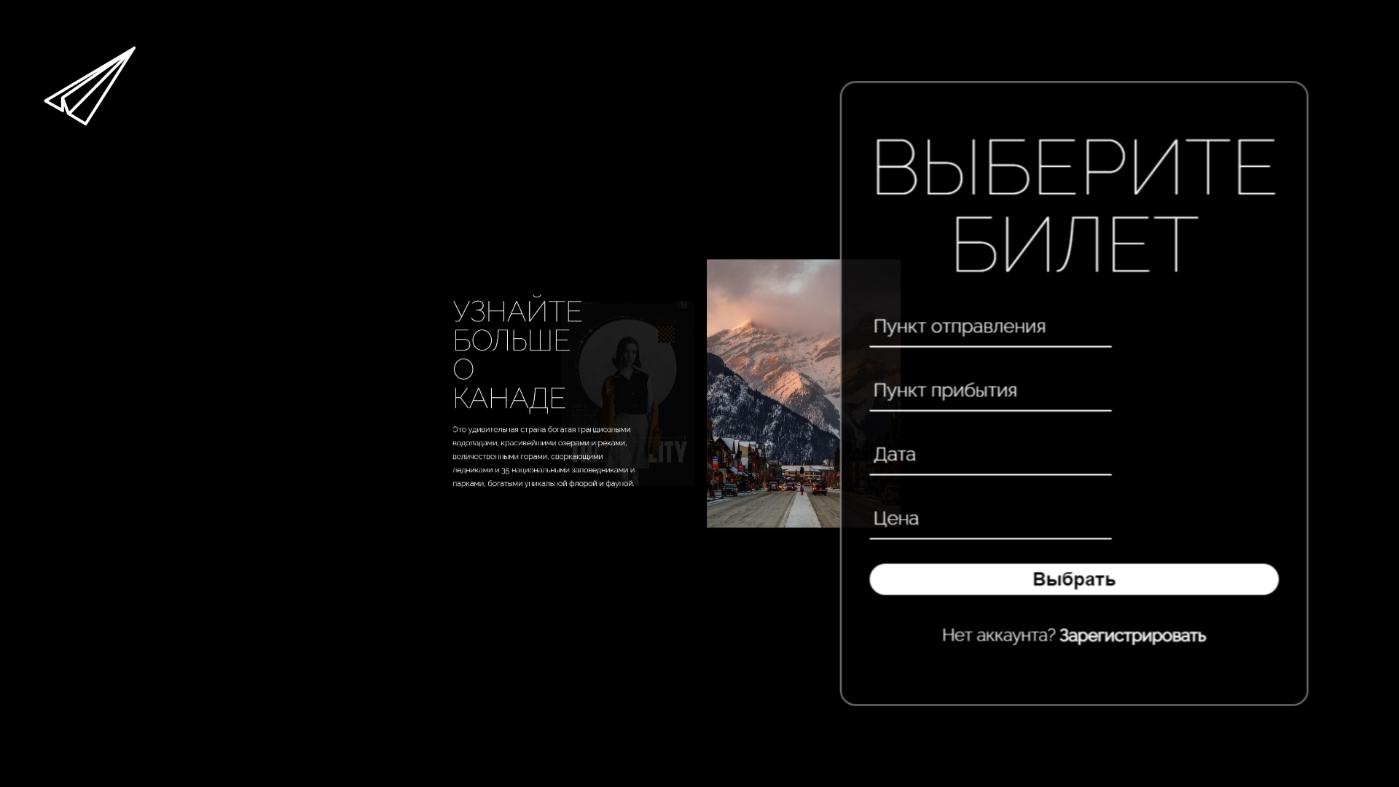 УЗНАЙТЕ
БОЛЬШЕ
О
КАНАДЕ
Это удивительная страна богатая грандиозными
водопадами, красивейшими озерами и реками,
величественными горами, сверкающими
ледниками и 35 национальными заповедниками и
парками, богатыми уникальной флорой и фауной.
ВЫБЕРИТЕ
БИЛЕТ
Пункт отправления
Пункт прибытия
Дата
Цена
Выбрать
Нет аккаунта? Зарегистрировать